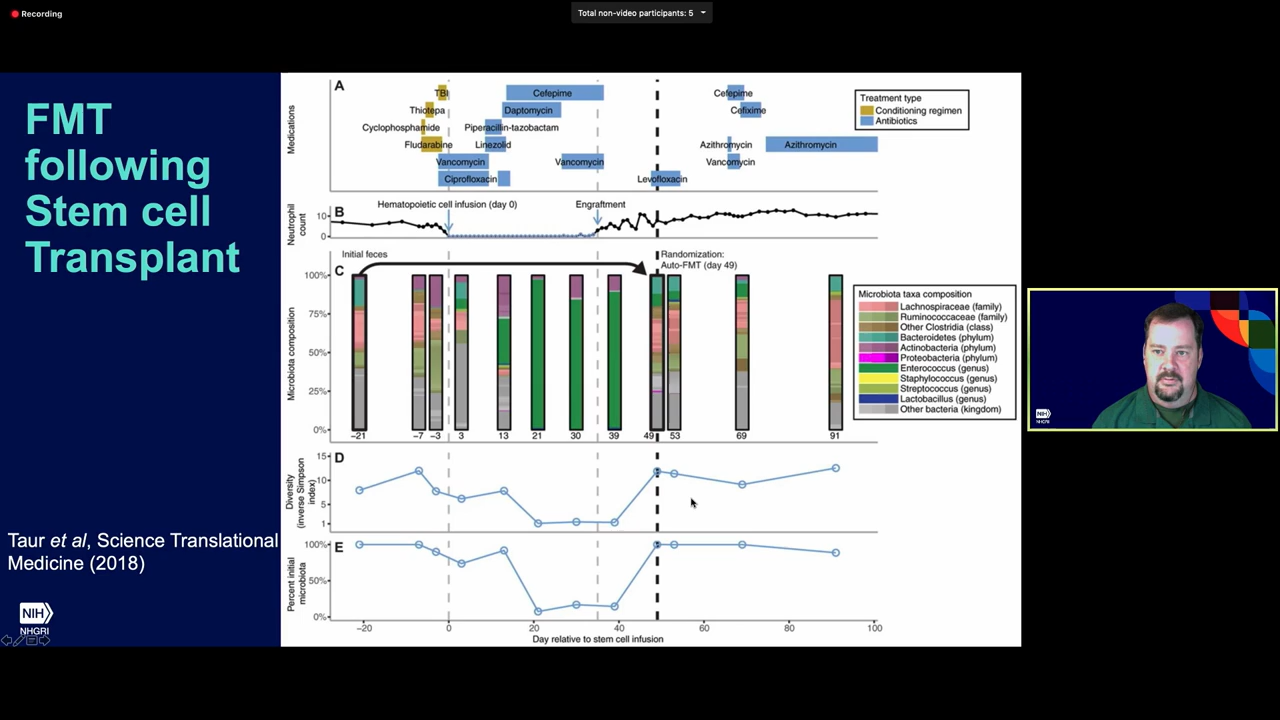 Recording
Total non-video participants: 5
FMT
following
Stem cell
Transplant
Taur et al, Science Translational
Medicine (2018)
NIH
NHGRI
A
Medications
TBI
Thiotepa
Cyclophosphamide
Fludarabine
Vancomycin
Ciprofloxacin
Cefepime
Daptomycin
Piperacillin-tazobactam
Linezolid
Vancomycin
Levofloxacin
Cefepime
Cefixime
Azithromycin
Vancomycin
Azithromycin
Treatment type
Conditioning regimen
Antibiotics
B
Neutrophil
count
10
0
Hematopoietic cell infusion (day 0)
Engraftment
Initial feces
Randomization:
Auto-FMT (day 49)
C
Microbiota composition
100%
75%
50%
25%
0%
−21 −7 −3 3 13 21 30 39 49 53 69 91
Microbiota taxa composition
Lachnospiraceae (family)
Ruminococcaceae (family)
Other Clostridia (class)
Bacteroidetes (phylum)
Actinobacteria (phylum)
Proteobacteria (phylum)
Enterococcus (genus)
Staphylococcus (genus)
Streptococcus (genus)
Lactobacillus (genus)
Other bacteria (kingdom)
D
Diversity
(inverse Simpson
index)
15
10
5
1
E
Percent initial
microbiota
100%
50%
0%
−20 0 20 40 60 80 100
Day relative to stem cell infusion
NIH